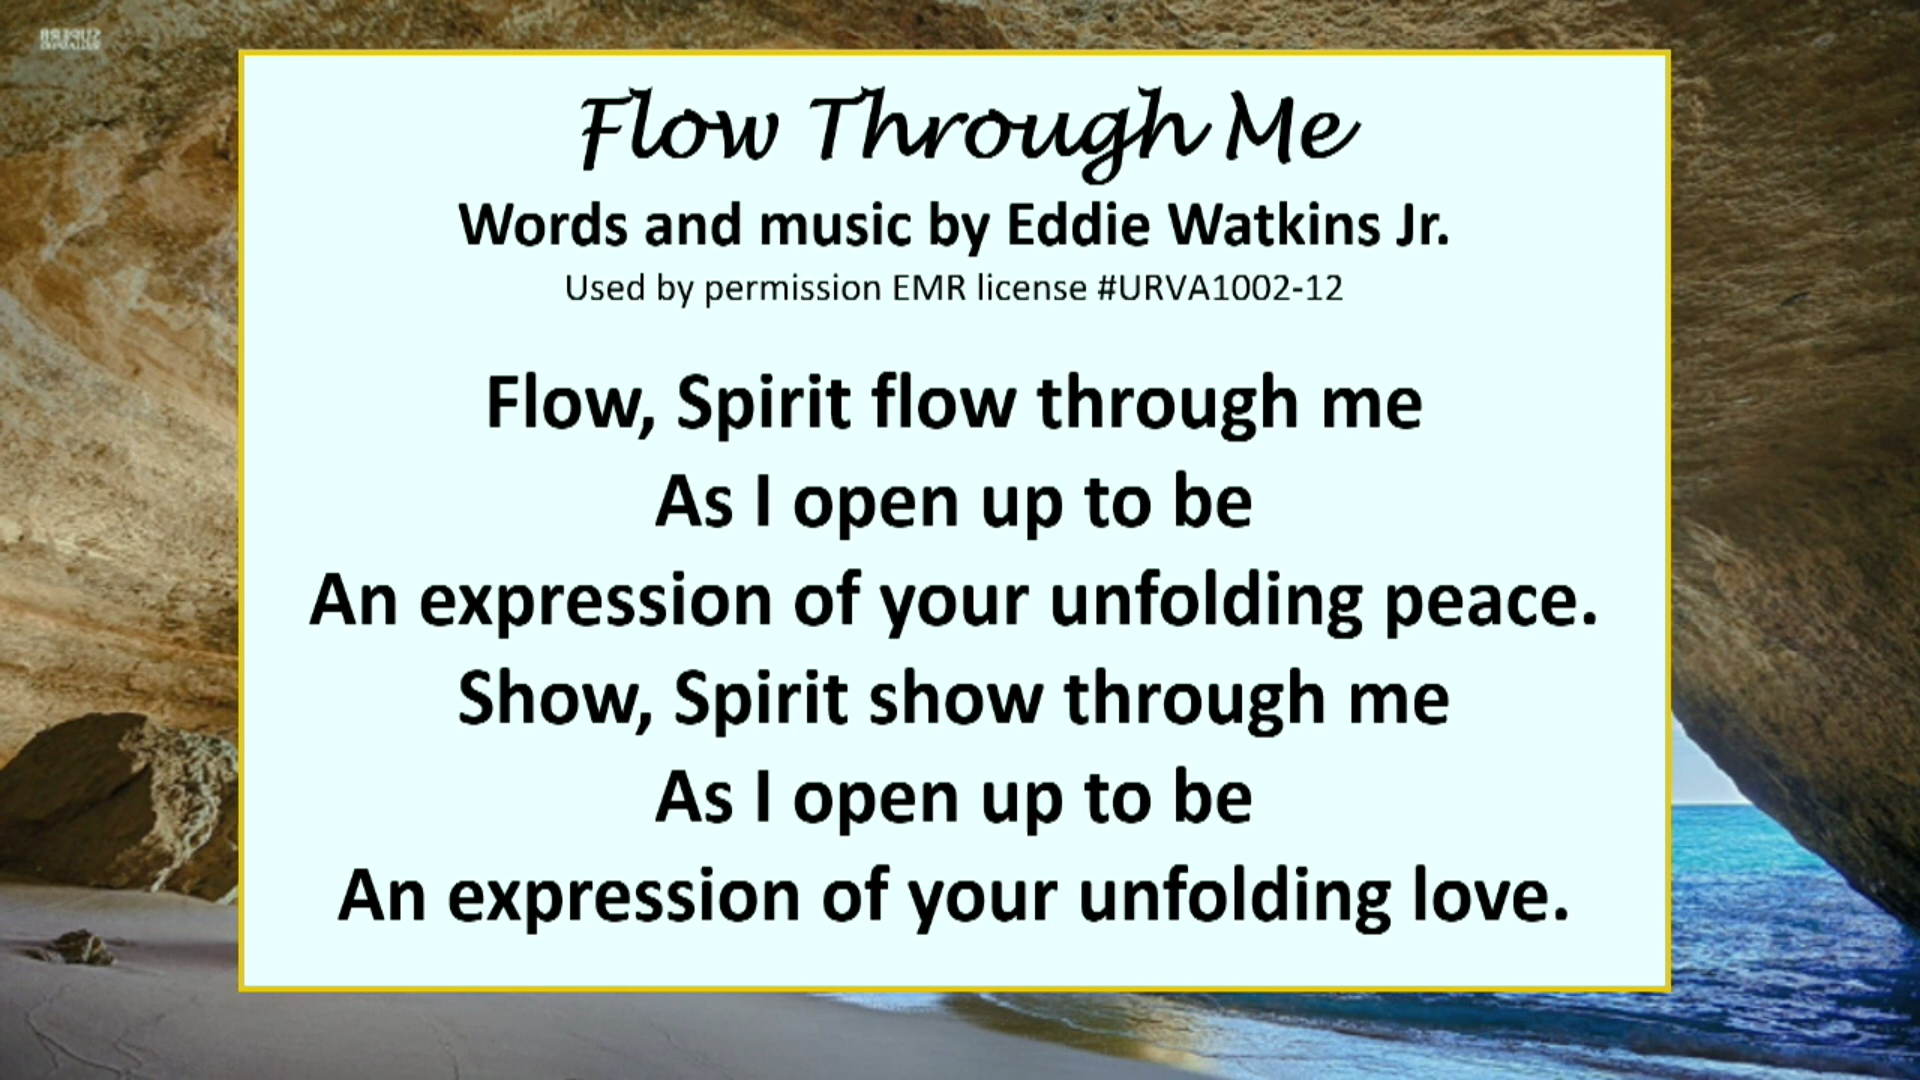 Flow Through Me
Words and music by Eddie Watkins Jr.
Used by permission EMR license #URVA1002-12
Flow, Spirit flow through me
As I open up to be
An expression of your unfolding peace.
Show, Spirit show through me
As I open up to be
An expression of your unfolding love.